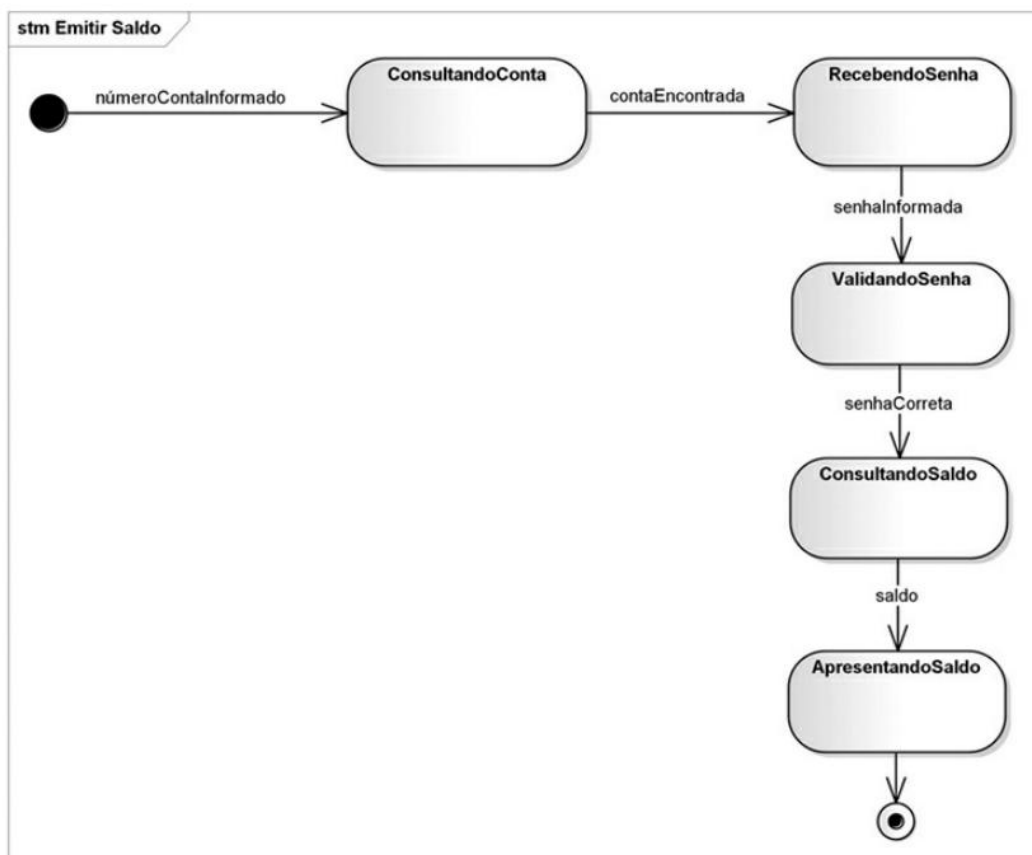 stm Emitir Saldo
númeroContaInformado
ConsultandoConta
contaEncontrada
RecebendoSenha
senhaInformada
ValidandoSenha
senhaCorreta
ConsultandoSaldo
saldo
ApresentandoSaldo